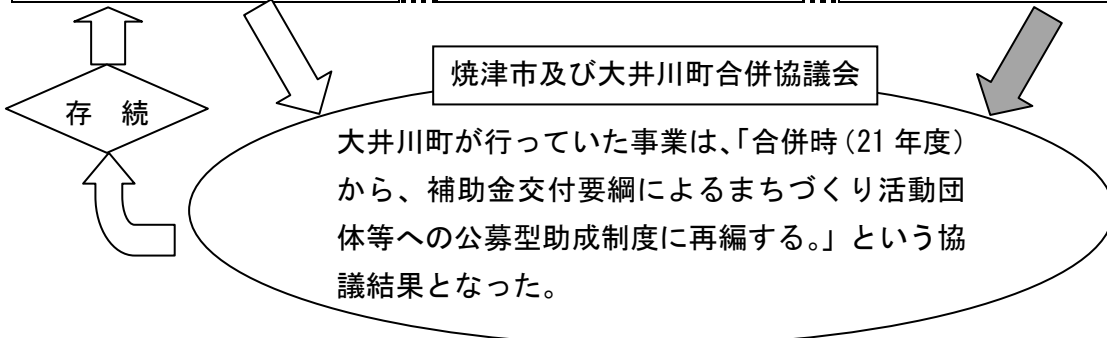 焼津市及び大井川町合併協議会
存 続
大井川町が行っていた事業は、「合併時(21 年度)
から、補助金交付要綱によるまちづくり活動団
体等への公募型助成制度に再編する。」という協
議結果となった。